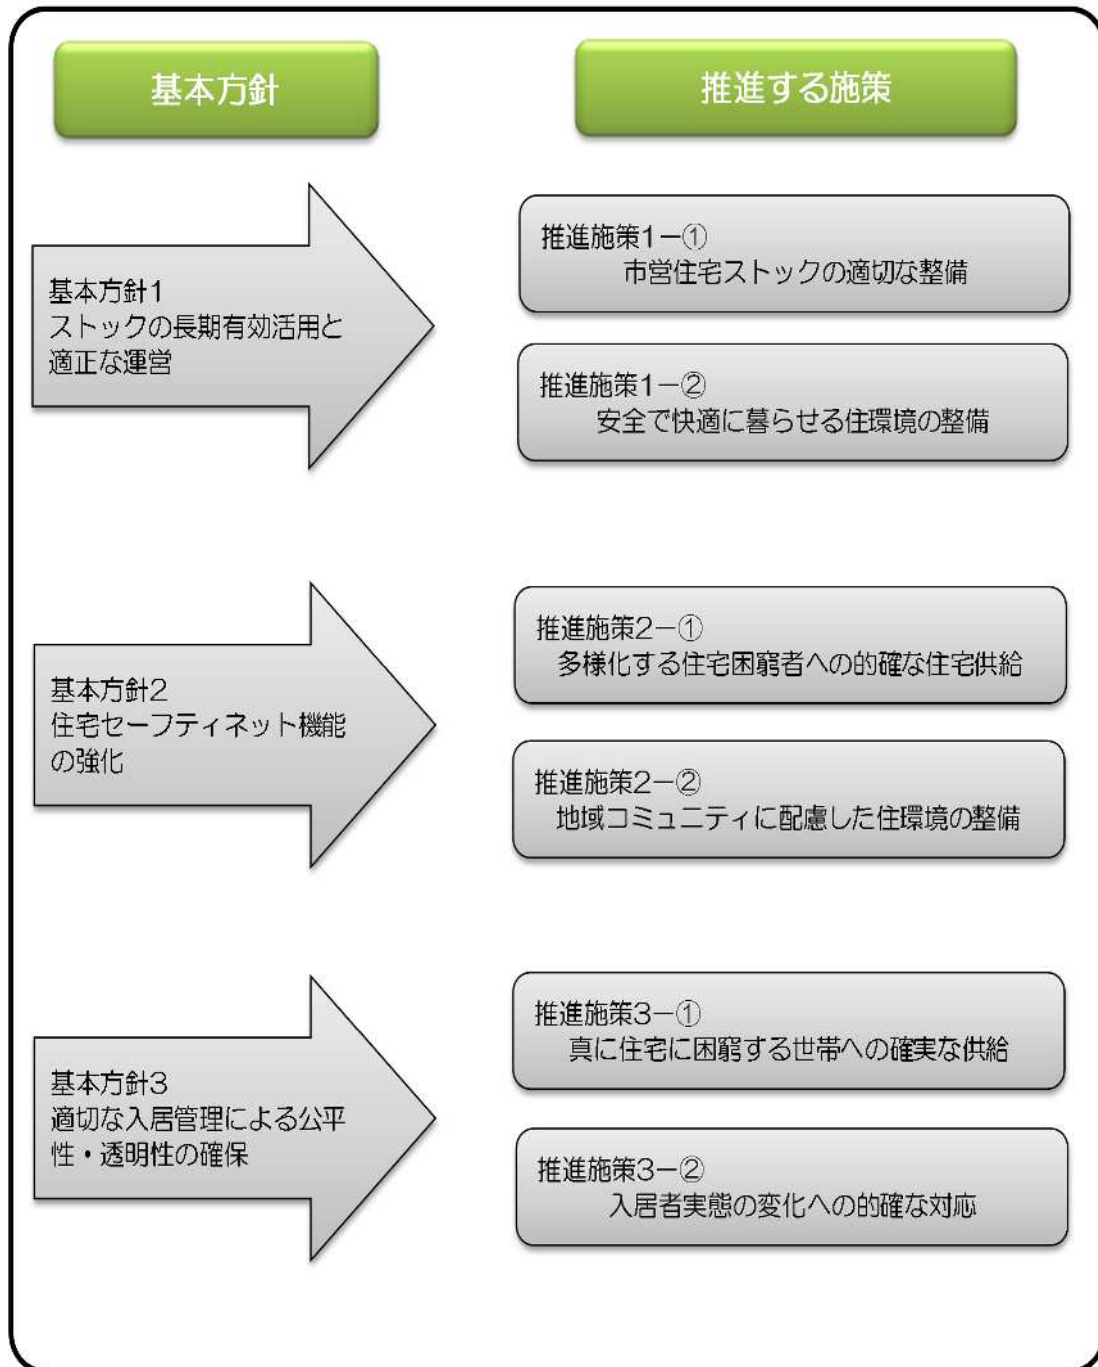 基本方針
推進する施策
基本方針1
ストックの長期有効活用と
適正な運営
推進施策1－①
市営住宅ストックの適切な整備
推進施策1－②
安全で快適に暮らせる住環境の整備
基本方針2
住宅セーフティネット機能
の強化
推進施策2－①
多様化する住宅困窮者への的確な住宅供給
推進施策2－②
地域コミュニティに配慮した住環境の整備
基本方針3
適切な入居管理による公平
性・透明性の確保
推進施策3－①
真に住宅に困窮する世帯への確実な供給
推進施策3－②
入居者実態の変化への的確な対応